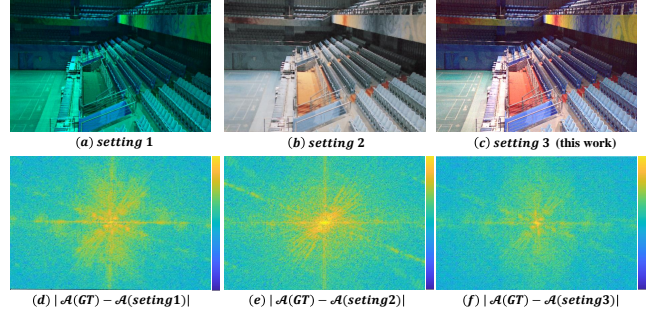 (a) setting 1
(b) setting 2
(c) setting 3 (this work)
(d) | 𝒜(GT) − 𝒜(seting1)|
(e) | 𝒜(GT) − 𝒜(seting2)|
(f) | 𝒜(GT) − 𝒜(seting3)|